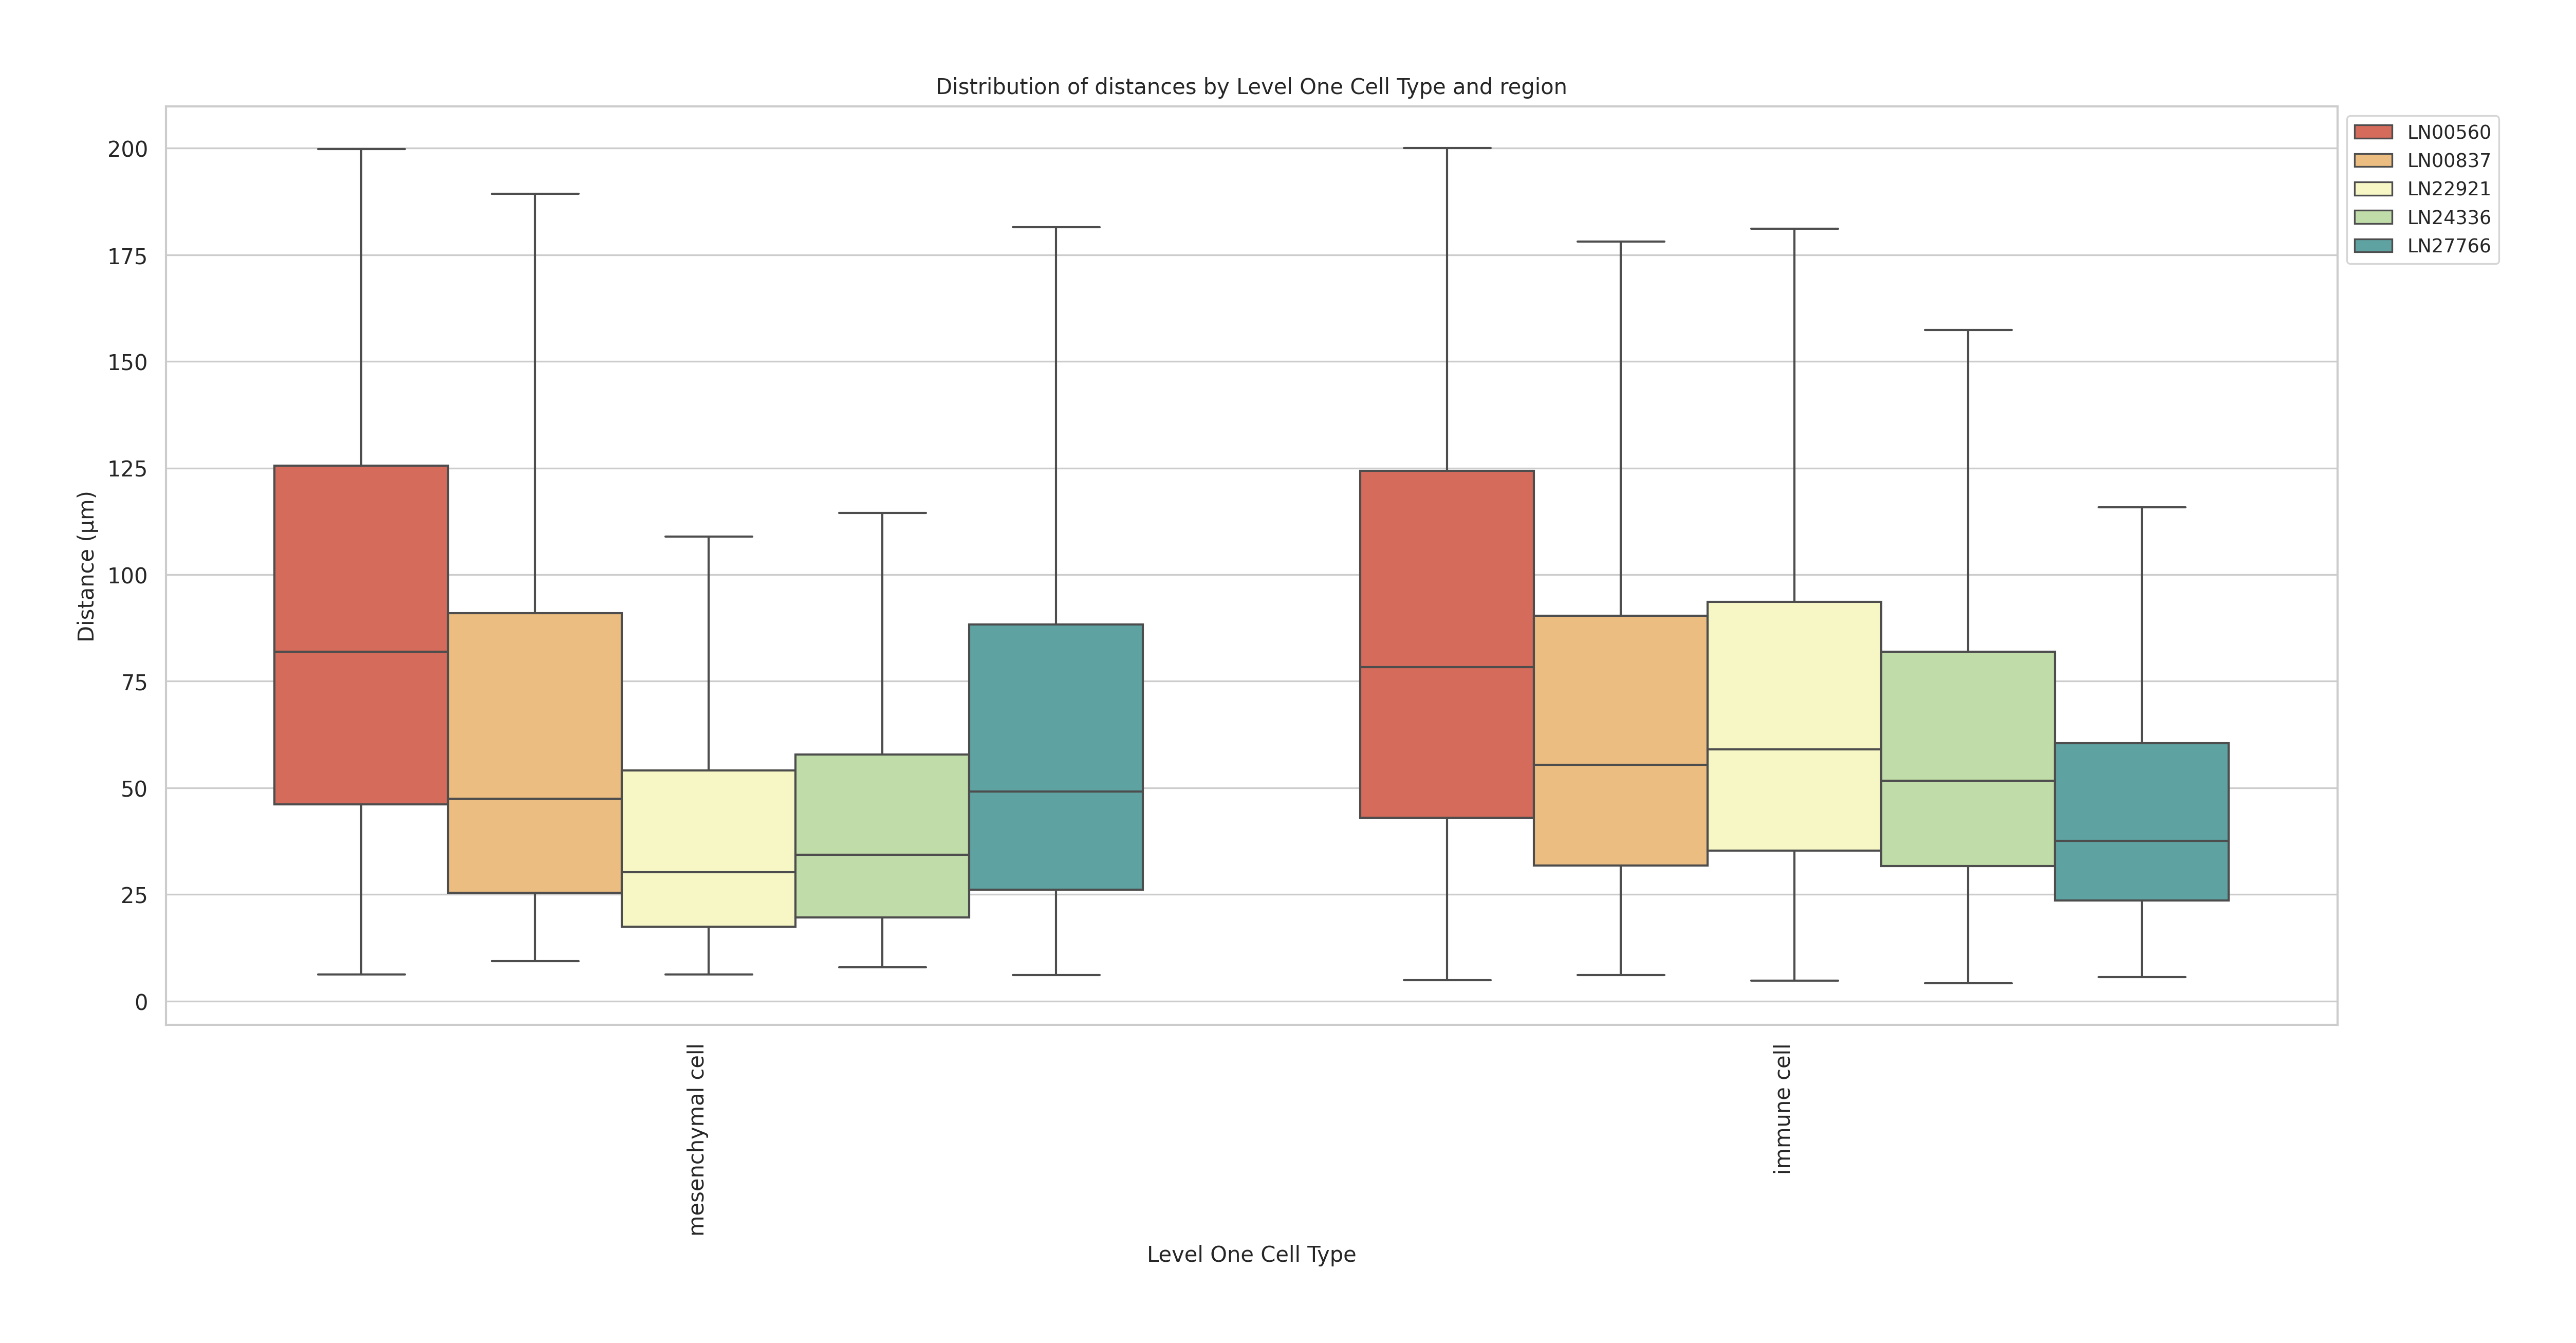 Distribution of distances by Level One Cell Type and region
LN00560
LN00837
LN22921
LN24336
LN27766
200
175
150
125
100
75
50
25
0
Distance (µm)
mesenchymal cell
immune cell
Level One Cell Type